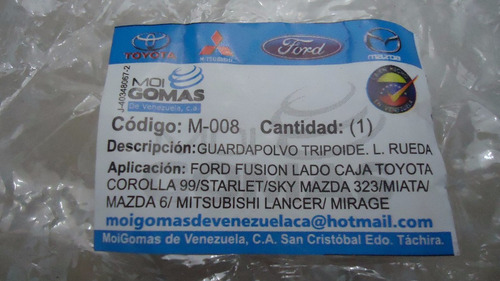 TOYOTA
MITSUBISHI
Ford
mazda
J-40348067-2
MOI
GOMAS
De Venezuela, c.a
Código: M-008 Cantidad: (1)
Descripción: GUARDAPOLVO TRIPOIDE. L. RUEDA
Aplicación: FORD FUSION LADO CAJA TOYOTA
COROLLA 99/STARLET/SKY MAZDA 323/MIATA/
MAZDA 6/ MITSUBISHI LANCER/ MIRAGE
moigomasdevenezuelaca@hotmail.com
MoiGomas de Venezuela, C.A. San Cristóbal Edo. Táchira.